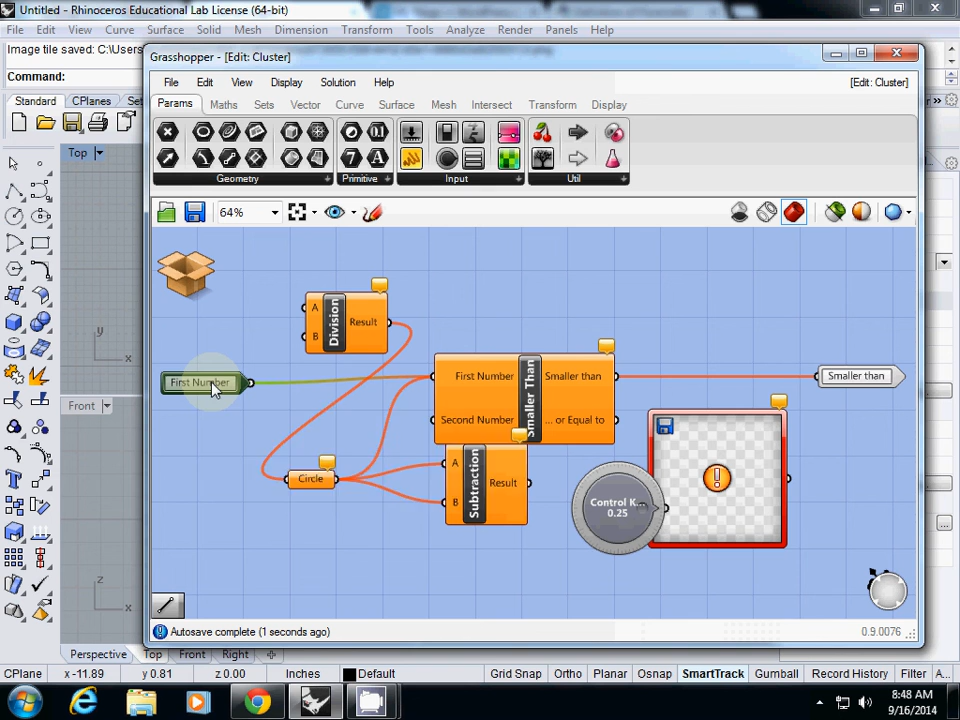 Untitled - Rhinoceros Educational Lab License (64-bit)
File Edit View Curve Surface Solid Mesh Dimension Transform Tools Analyze Render Panels Help
Image file saved: C:\Users
Command:
Grasshopper - [Edit: Cluster]
File Edit View Display Solution Help
[Edit: Cluster]
Standard CPlanes Set
Params Maths Sets Vector Curve Surface Mesh Intersect Transform Display
Geometry Primitive Input Util
Top
64%
Division
A
B
Result
First Number
First Number
Second Number
Smaller Than
Smaller than
... or Equal to
Smaller than
Front
Circle
Subtraction
A
B
Result
Control K...
0.25
Autosave complete (1 seconds ago)
0.9.0076
y
x
z
x
Perspective Top Front Right
CPlane x -11.89 y 0.81 z 0.00 Inches Default Grid Snap Ortho Planar Osnap SmartTrack Gumball Record History Filter A...
8:48 AM
9/16/2014